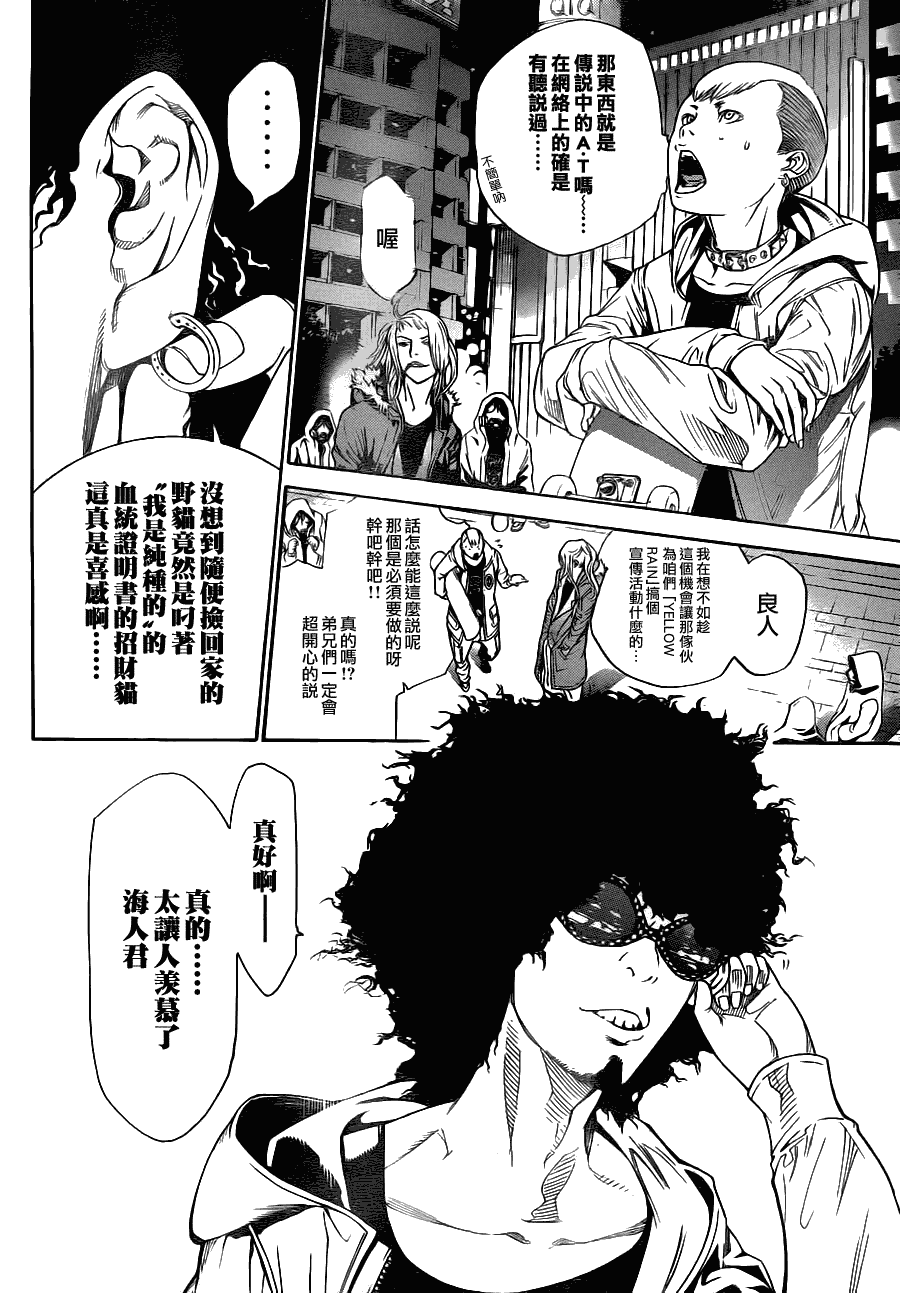 那東西就是
傳說中的A·T嗎～……
在網絡上的確是
有聽說過……
不簡單吶
喔
……
良人
我在想不如趁
這個機會讓那傢伙
為咱們「YELLOW
RAIN」搞個
宣傳活動什麼的…
話怎麼能這麼說呢
那個是必須要做的呀
幹吧幹吧!!
真的嗎!?
弟兄們一定會
超開心的說
沒想到隨便撿回家的
野貓竟然是叼著
〝我是純種的〞的
血統證明書的招財貓
這真是喜感啊……
真好啊——
真的……
太讓人羨慕了
海人君